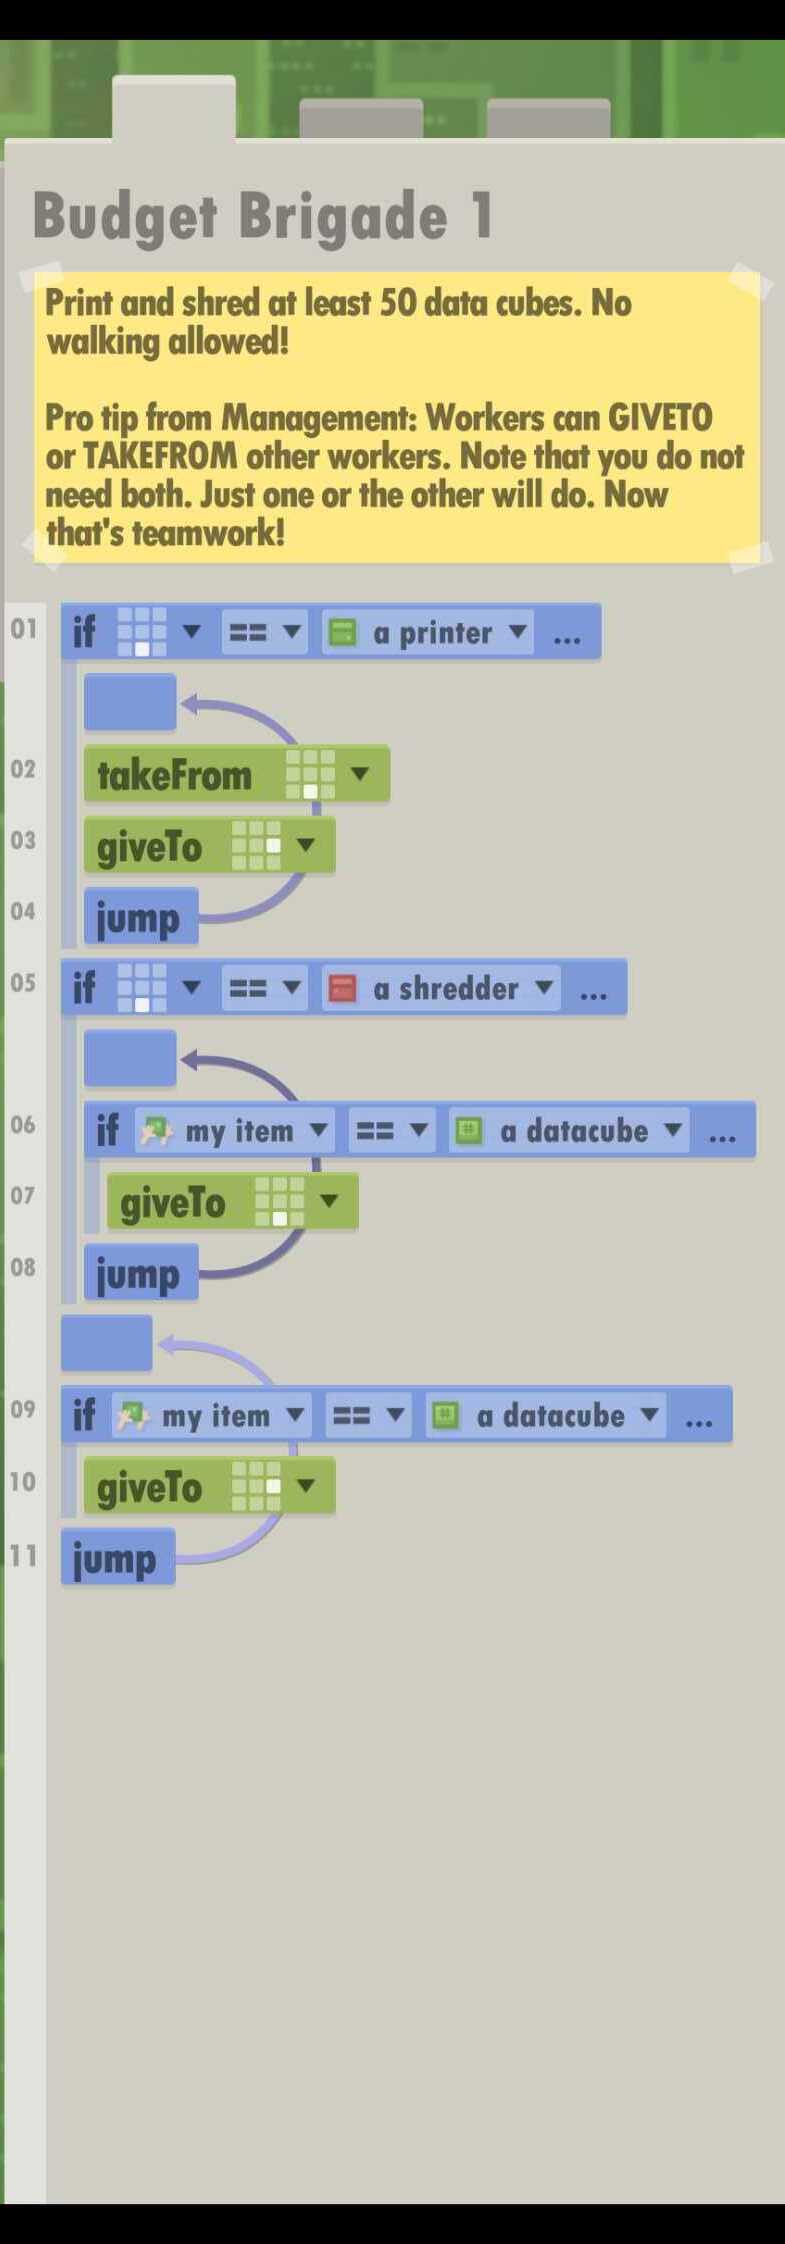 Budget Brigade 1
Print and shred at least 50 data cubes. No
walking allowed!
Pro tip from Management: Workers can GIVETO
or TAKEFROM other workers. Note that you do not
need both. Just one or the other will do. Now
that's teamwork!
01 if == a printer ...
02 takeFrom
03 giveTo
04 jump
05 if == a shredder ...
06 if my item == a datacube ...
07 giveTo
08 jump
09 if my item == a datacube ...
10 giveTo
11 jump